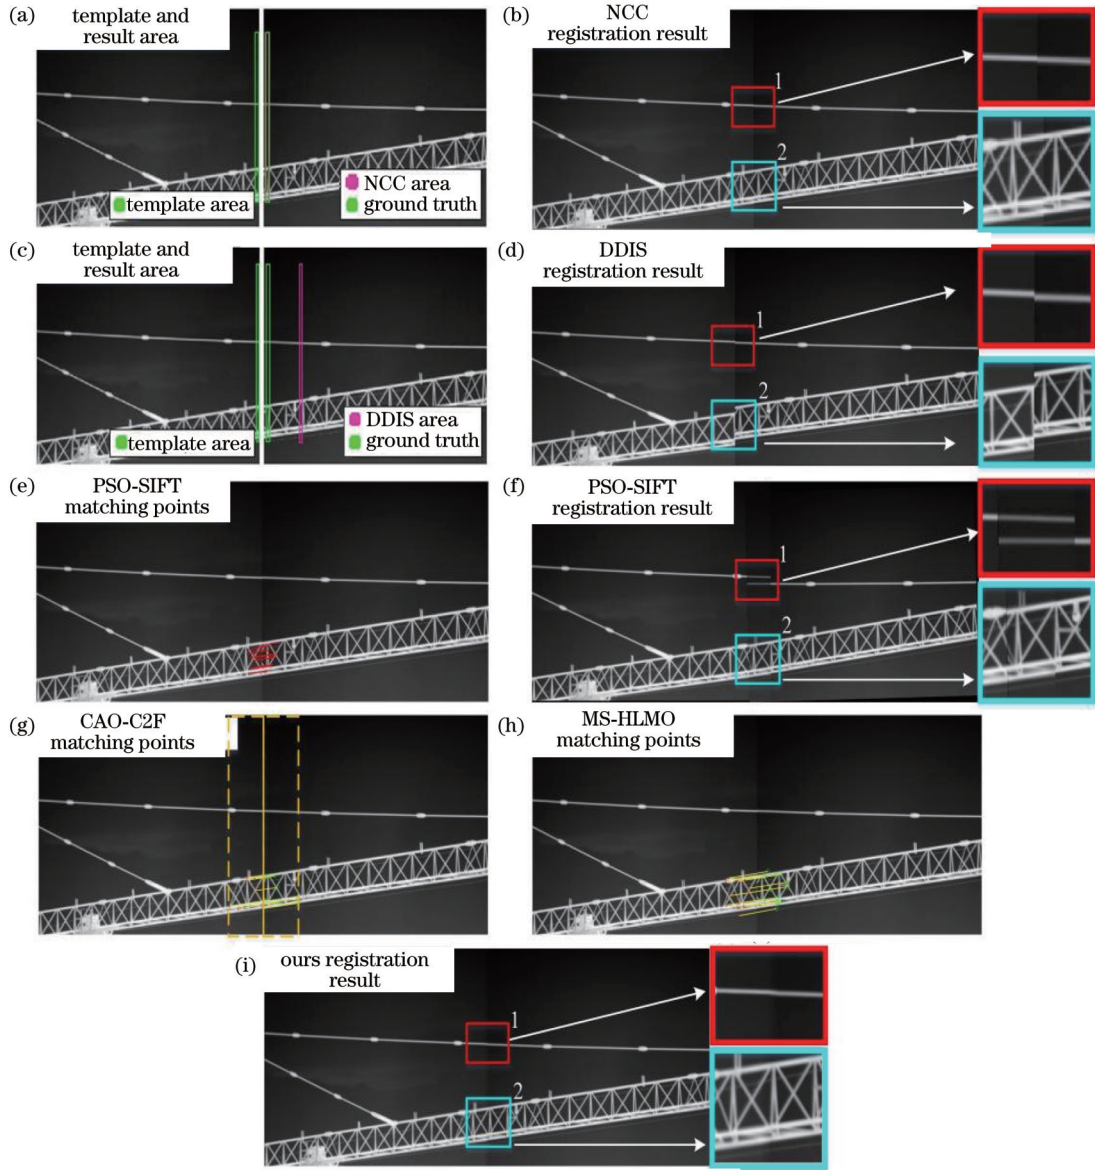 (a)
template and
result area
template area
NCC area
ground truth
(b)
NCC
registration result
1
2
(c)
template and
result area
template area
DDIS area
ground truth
(d)
DDIS
registration result
1
2
(e)
PSO-SIFT
matching points
(f)
PSO-SIFT
registration result
1
2
(g)
CAO-C2F
matching points
(h)
MS-HLMO
matching points
(i)
ours registration
result
1
2